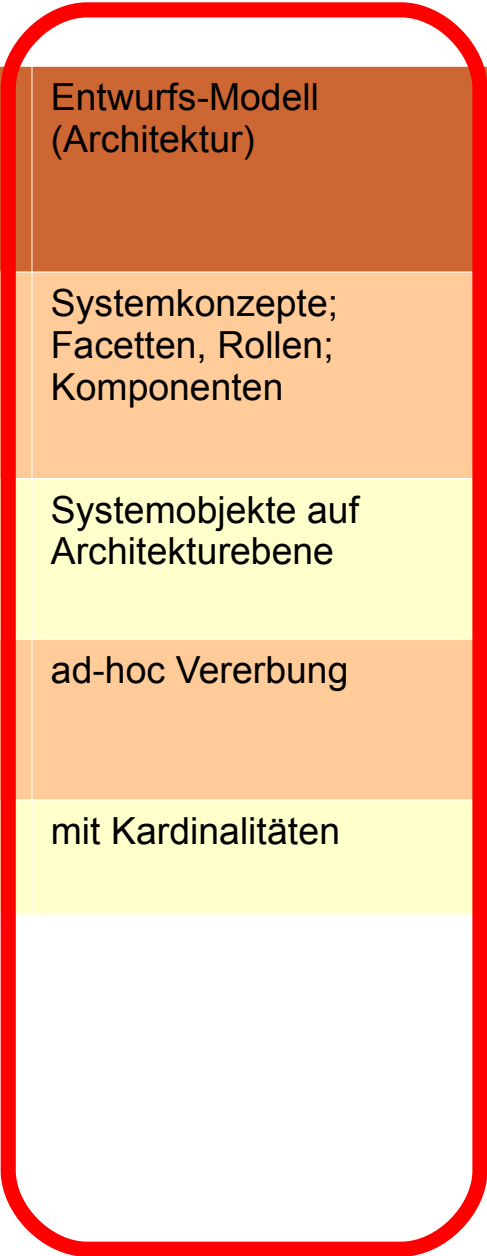 Entwurfs-Modell
(Architektur)
Systemkonzepte;
Facetten, Rollen;
Komponenten
Systemobjekte auf
Architekturebene
ad-hoc Vererbung
mit Kardinalitäten